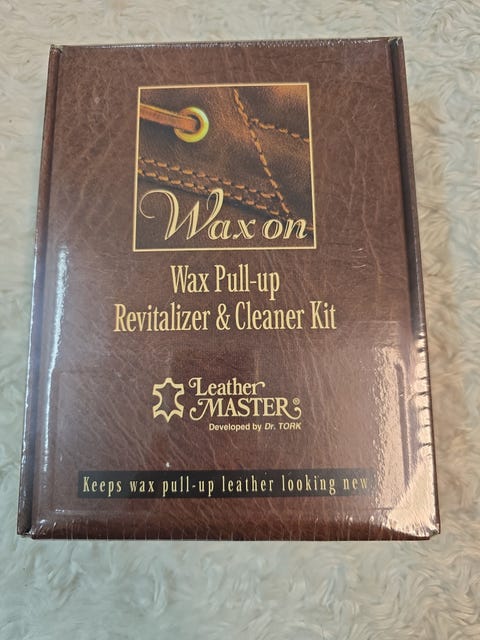 Wax on
Wax Pull-up
Revitalizer & Cleaner Kit
Leather
MASTER®
Developed by Dr. TORK
Keeps wax pull-up leather looking new